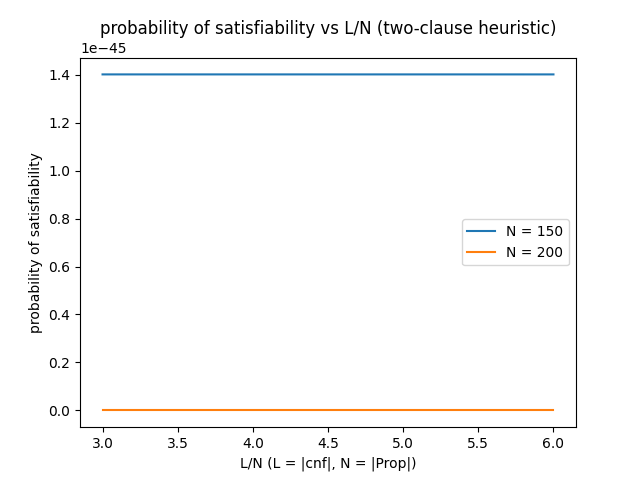 probability of satisfiability vs L/N (two-clause heuristic)
1e−45
1.4
1.2
1.0
0.8
0.6
0.4
0.2
0.0
probability of satisfiability
N = 150
N = 200
3.0 3.5 4.0 4.5 5.0 5.5 6.0
L/N (L = |cnf|, N = |Prop|)